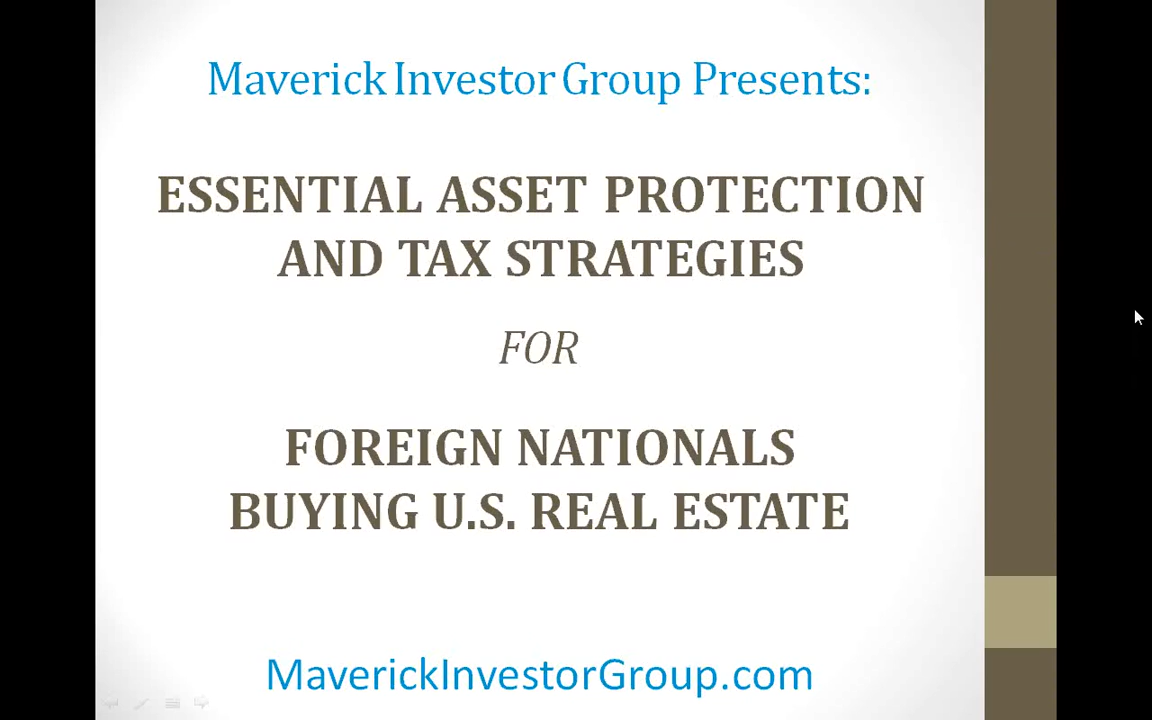 Maverick Investor Group Presents:
ESSENTIAL ASSET PROTECTION
AND TAX STRATEGIES
FOR
FOREIGN NATIONALS
BUYING U.S. REAL ESTATE
MaverickInvestorGroup.com